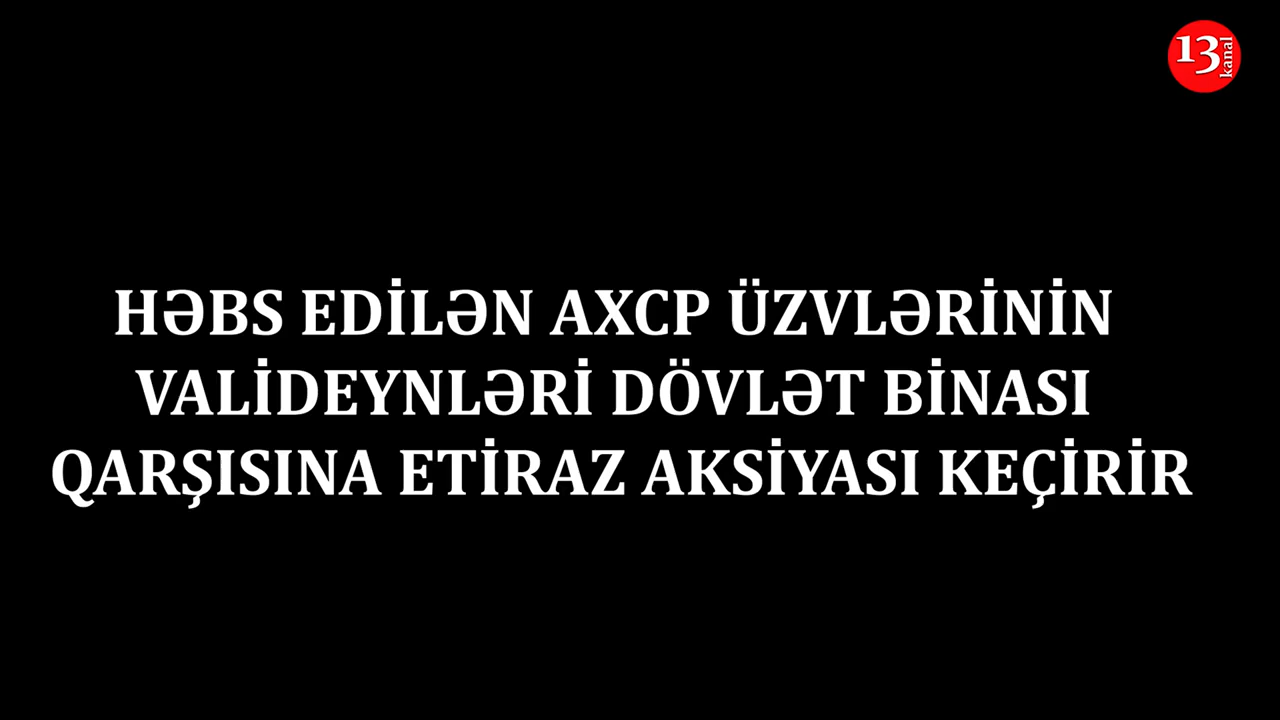 13
kanal
HƏBS EDİLƏN AXCP ÜZVLƏRİNİN
VALİDEYNLƏRİ DÖVLƏT BİNASI
QARŞISINA ETİRAZ AKSİYASI KEÇİRİR